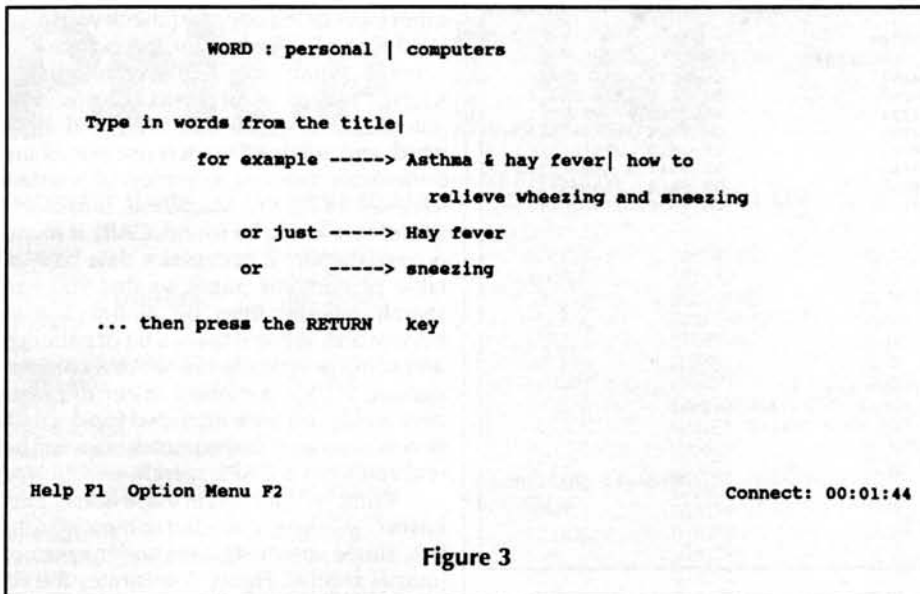 WORD : personal | computers
Type in words from the title|
for example -----> Asthma & hay fever| how to
relieve wheezing and sneezing
or just -----> Hay fever
or -----> sneezing
... then press the RETURN key
Help F1 Option Menu F2 Connect: 00:01:44
Figure 3